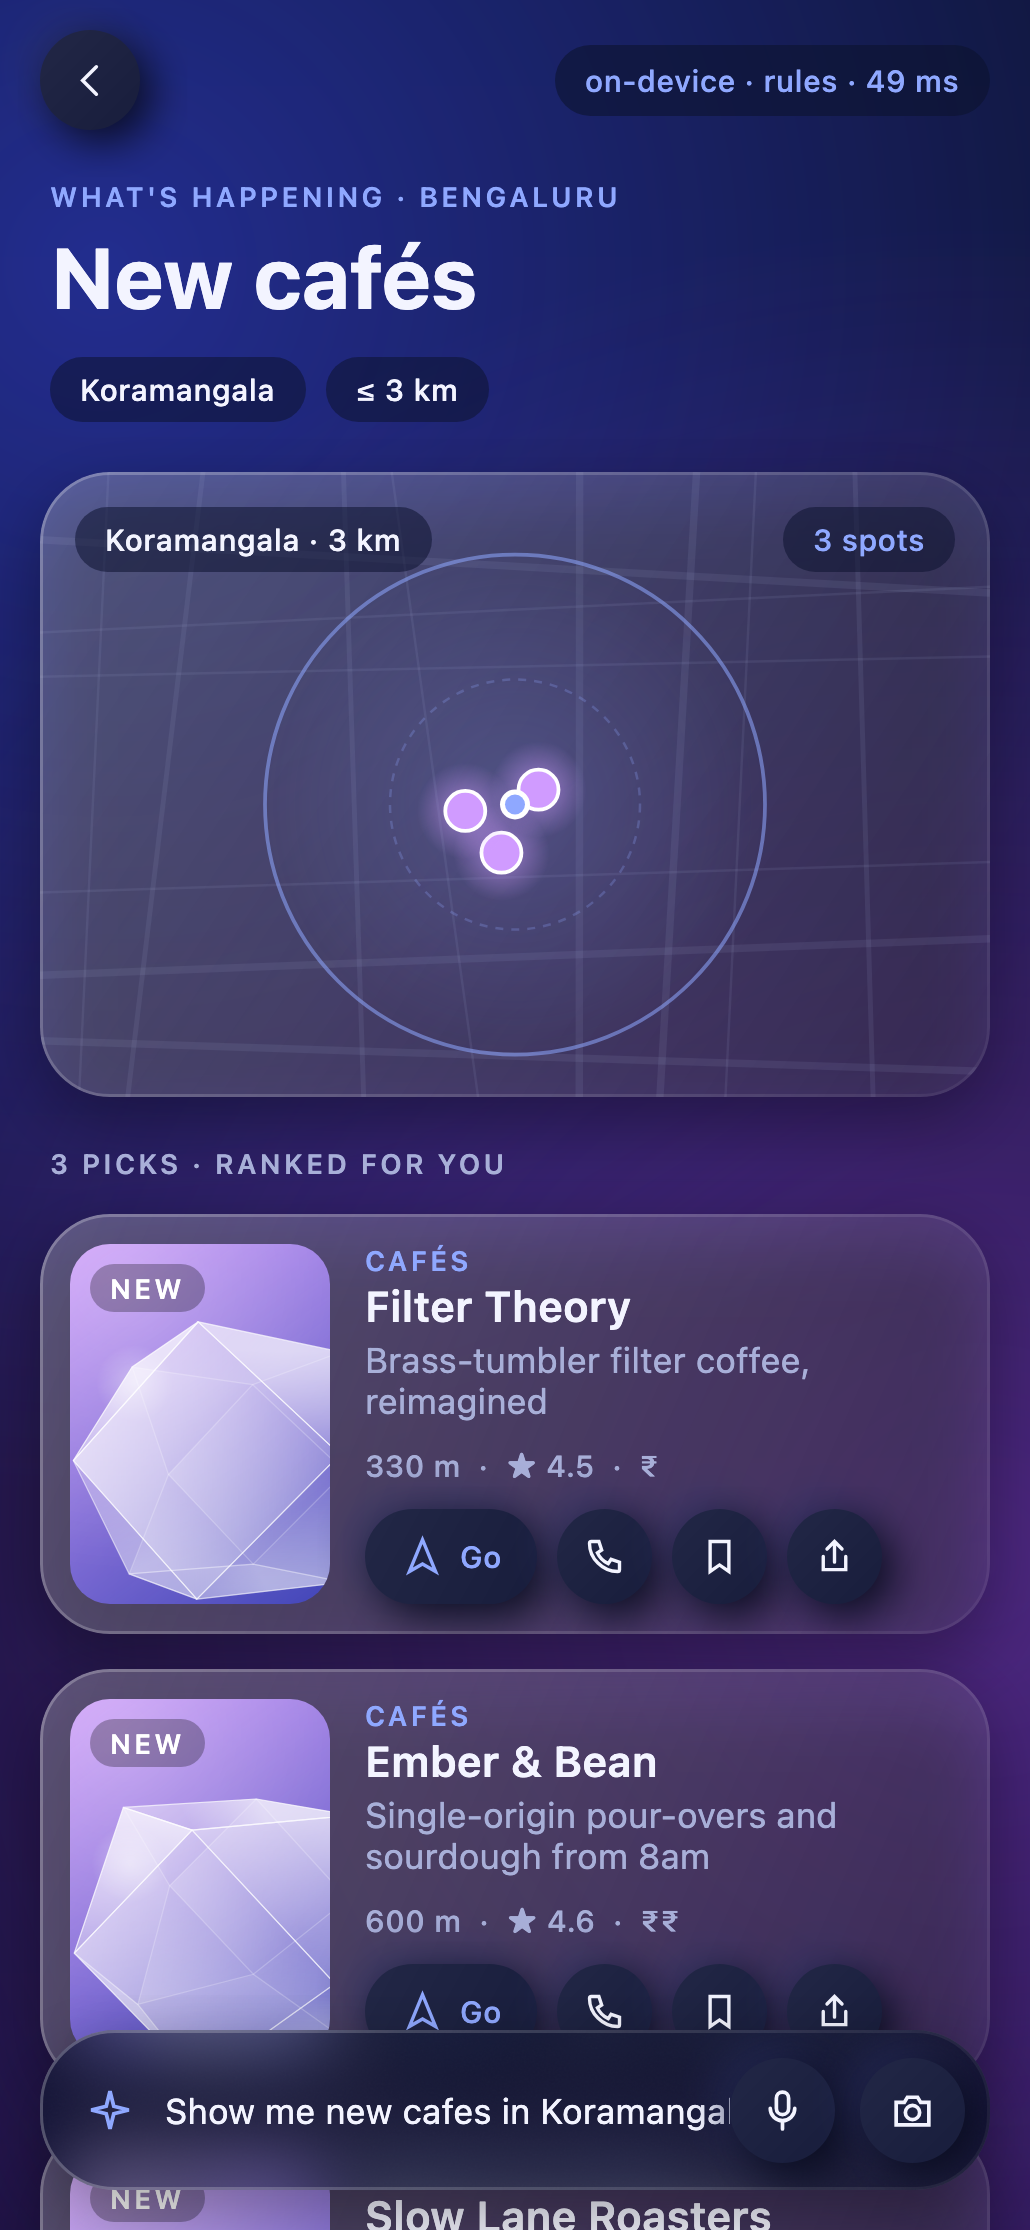 on-device · rules · 49 ms
WHAT'S HAPPENING · BENGALURU
New cafés
Koramangala
≤ 3 km
Koramangala · 3 km
3 spots
3 PICKS · RANKED FOR YOU
NEW
CAFÉS
Filter Theory
Brass-tumbler filter coffee,
reimagined
330 m · ★ 4.5 · ₹
Go
NEW
CAFÉS
Ember & Bean
Single-origin pour-overs and
sourdough from 8am
600 m · ★ 4.6 · ₹₹
Go
Show me new cafes in Koramangal
NEW
Slow Lane Roasters